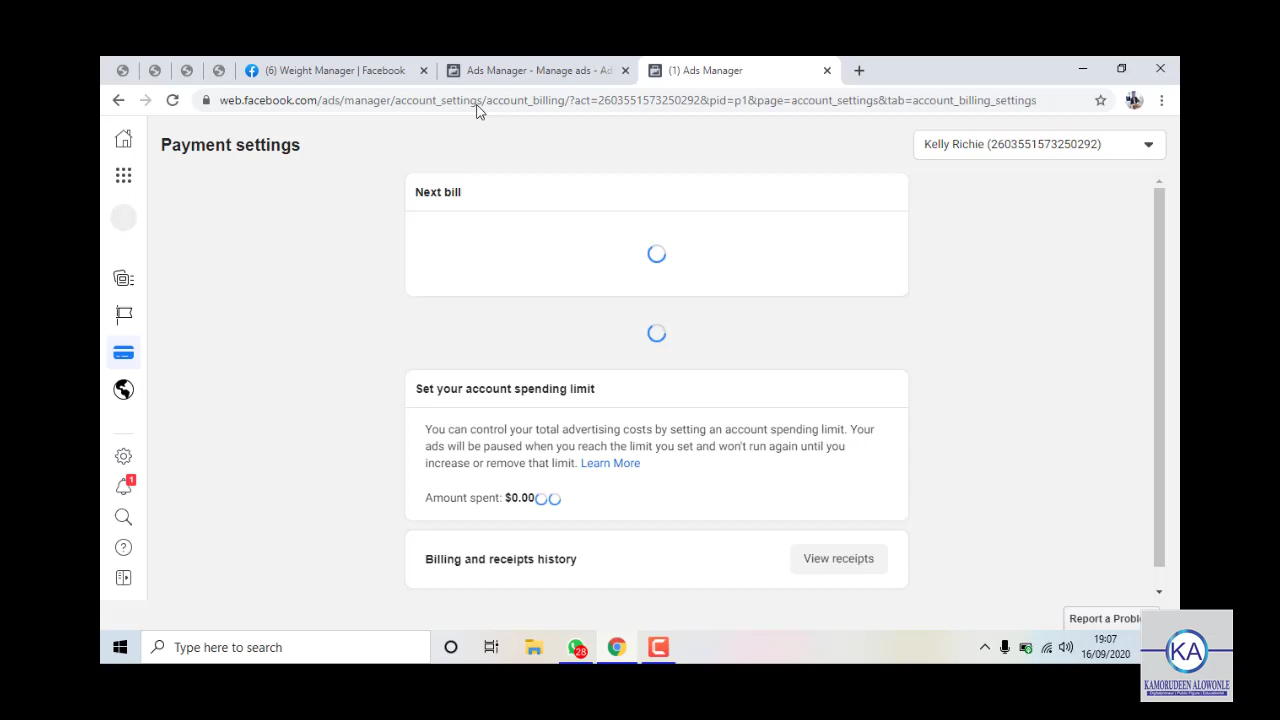 (6) Weight Manager | Facebook
Ads Manager - Manage ads - Ad
(1) Ads Manager
web.facebook.com/ads/manager/account_settings/account_billing/?act=2603551573250292&pid=p1&page=account_settings&tab=account_billing_settings
Payment settings
Kelly Richie (2603551573250292)
Next bill
Set your account spending limit
You can control your total advertising costs by setting an account spending limit. Your
ads will be paused when you reach the limit you set and won't run again until you
increase or remove that limit. Learn More
Amount spent: $0.00
1
Billing and receipts history
View receipts
Report a Proble
Type here to search
28
19:07
16/09/2020
KA
KAMORUDEEN ALOWONLE